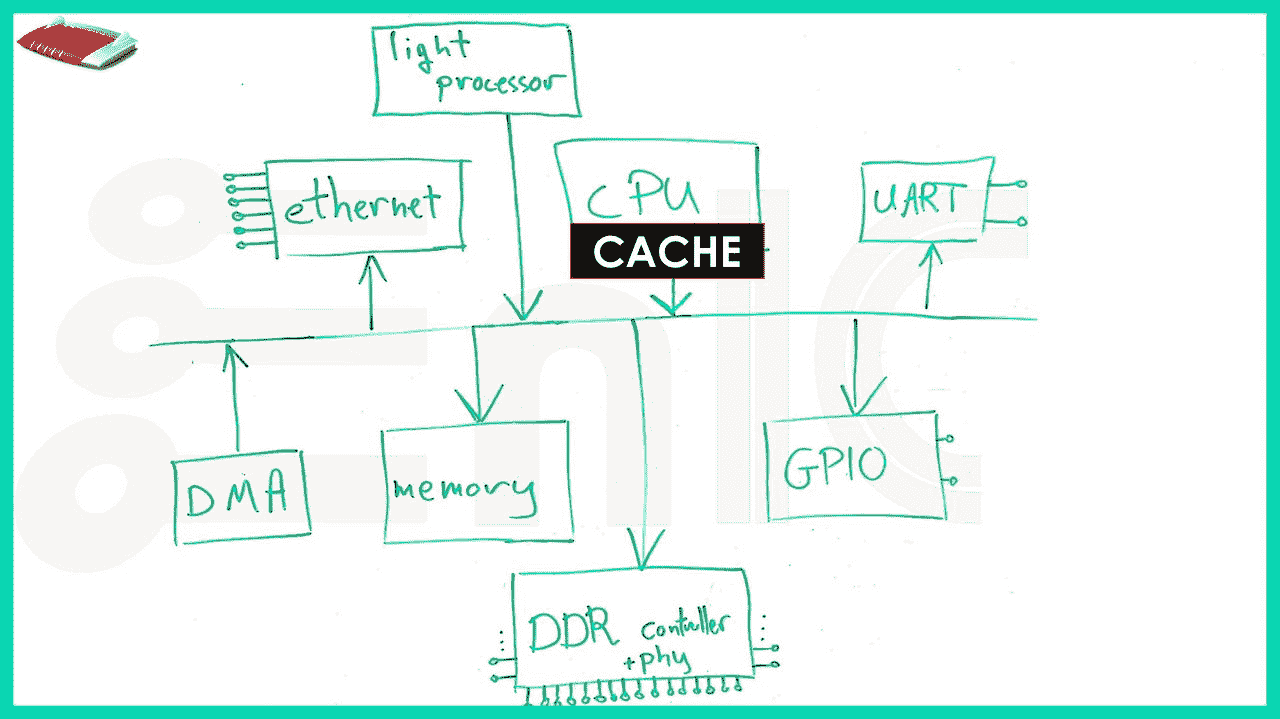 light
processor
ethernet
CPU
CACHE
UART
DMA
memory
GPIO
DDR controller
+phy